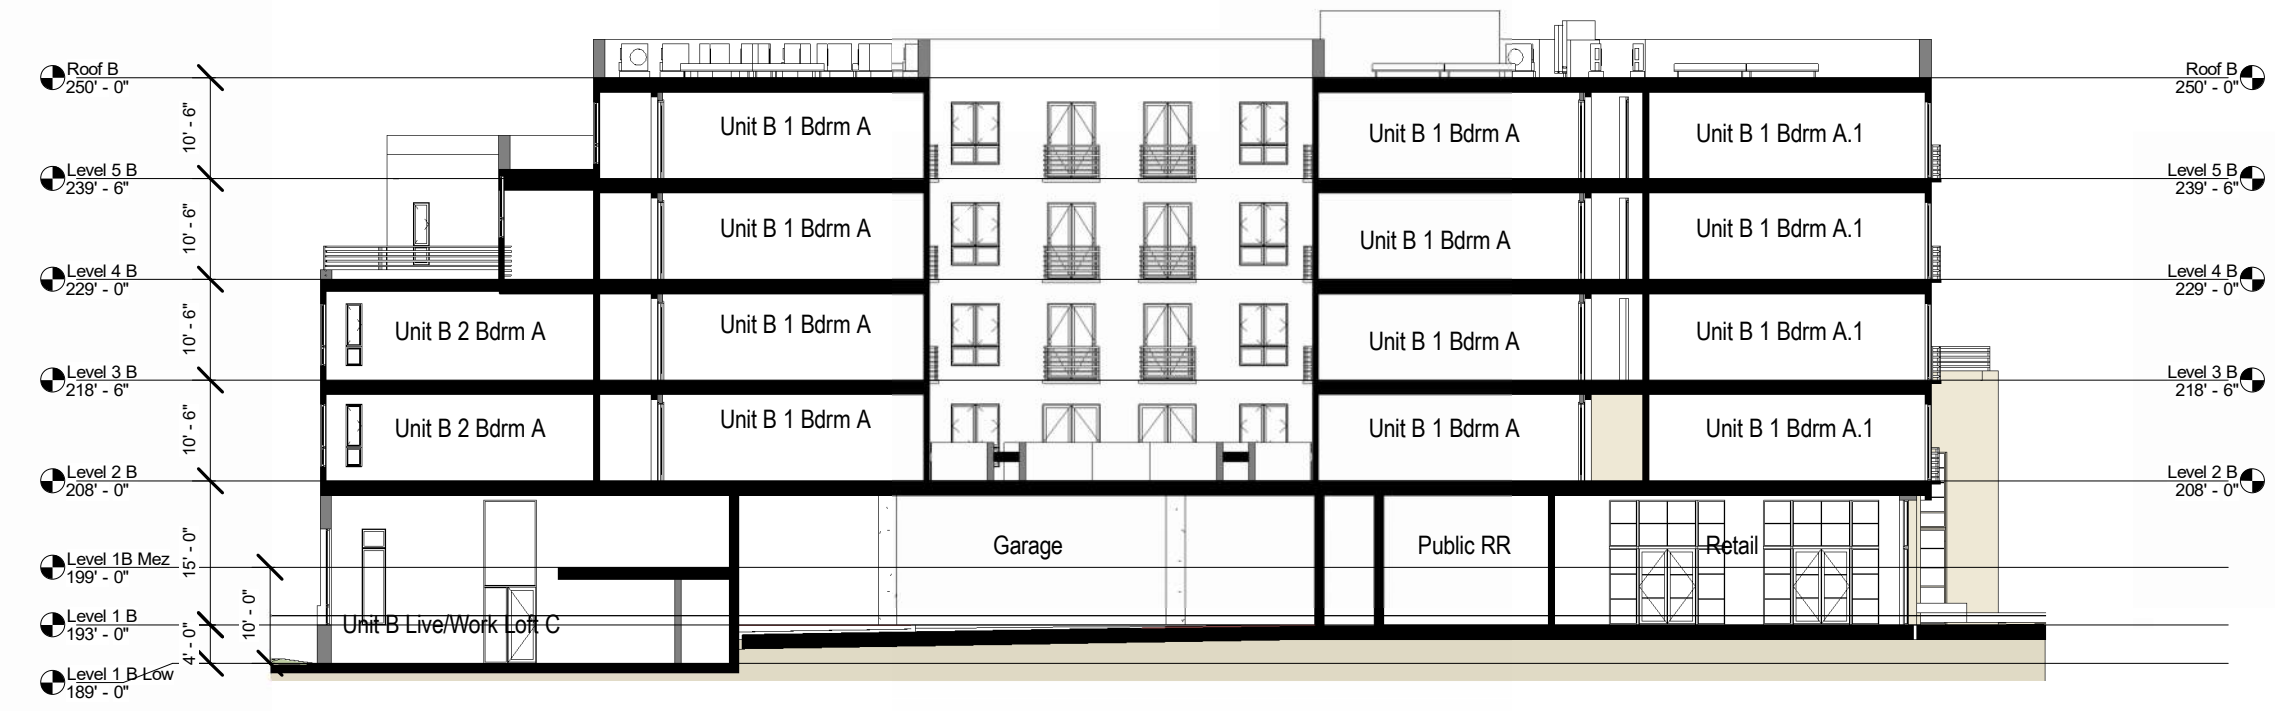 Roof B
250' - 0"
Roof B
250' - 0"
10' - 6"
Unit B 1 Bdrm A
Unit B 1 Bdrm A
Unit B 1 Bdrm A.1
Level 5 B
239' - 6"
Level 5 B
239' - 6"
10' - 6"
Unit B 1 Bdrm A
Unit B 1 Bdrm A
Unit B 1 Bdrm A.1
Level 4 B
229' - 0"
Level 4 B
229' - 0"
10' - 6"
Unit B 2 Bdrm A
Unit B 1 Bdrm A
Unit B 1 Bdrm A
Unit B 1 Bdrm A.1
Level 3 B
218' - 6"
Level 3 B
218' - 6"
10' - 6"
Unit B 2 Bdrm A
Unit B 1 Bdrm A
Unit B 1 Bdrm A
Unit B 1 Bdrm A.1
Level 2 B
208' - 0"
Level 2 B
208' - 0"
15' - 0"
Garage
Public RR
Retail
Level 1B Mez
199' - 0"
10' - 0"
Level 1 B
193' - 0"
Unit B Live/Work Loft C
4' - 0"
Level 1 B Low
189' - 0"